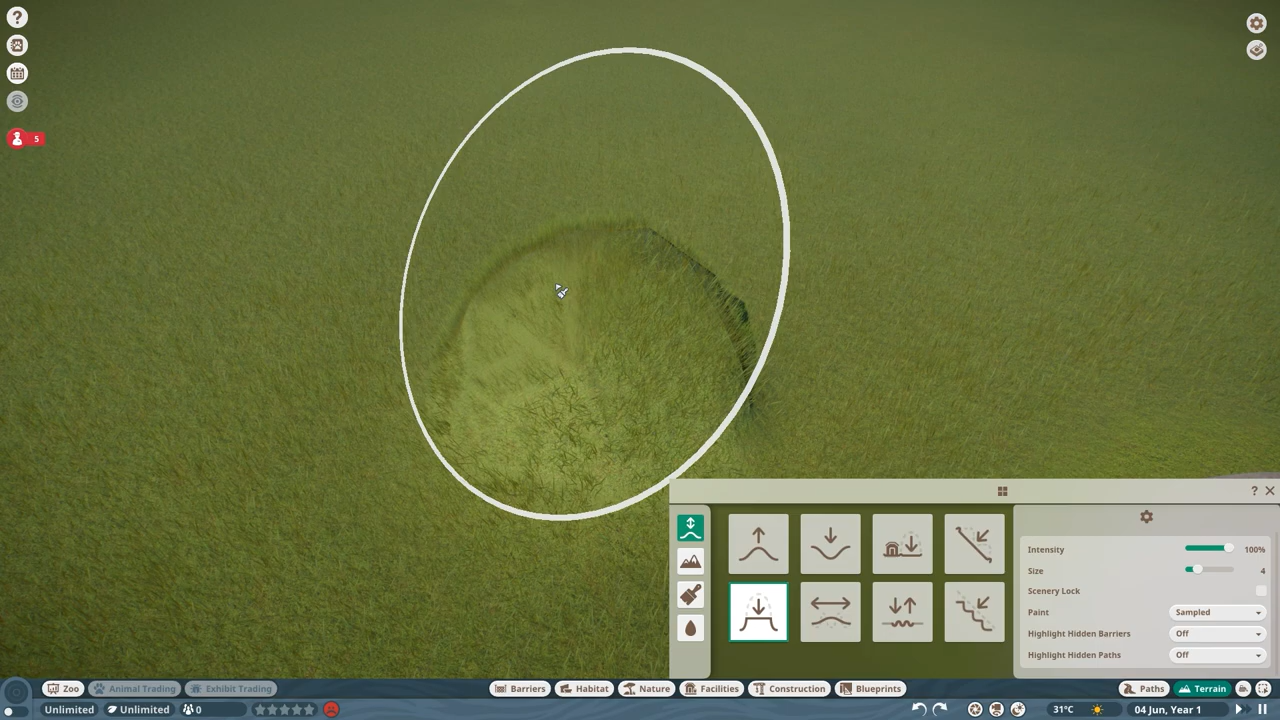 ?
5
?
Intensity 100%
Size 4
Scenery Lock
Paint Sampled
Highlight Hidden Barriers Off
Highlight Hidden Paths Off
Zoo Animal Trading Exhibit Trading Barriers Habitat Nature Facilities Construction Blueprints Paths Terrain
Unlimited Unlimited 0 31°C 04 Jun, Year 1